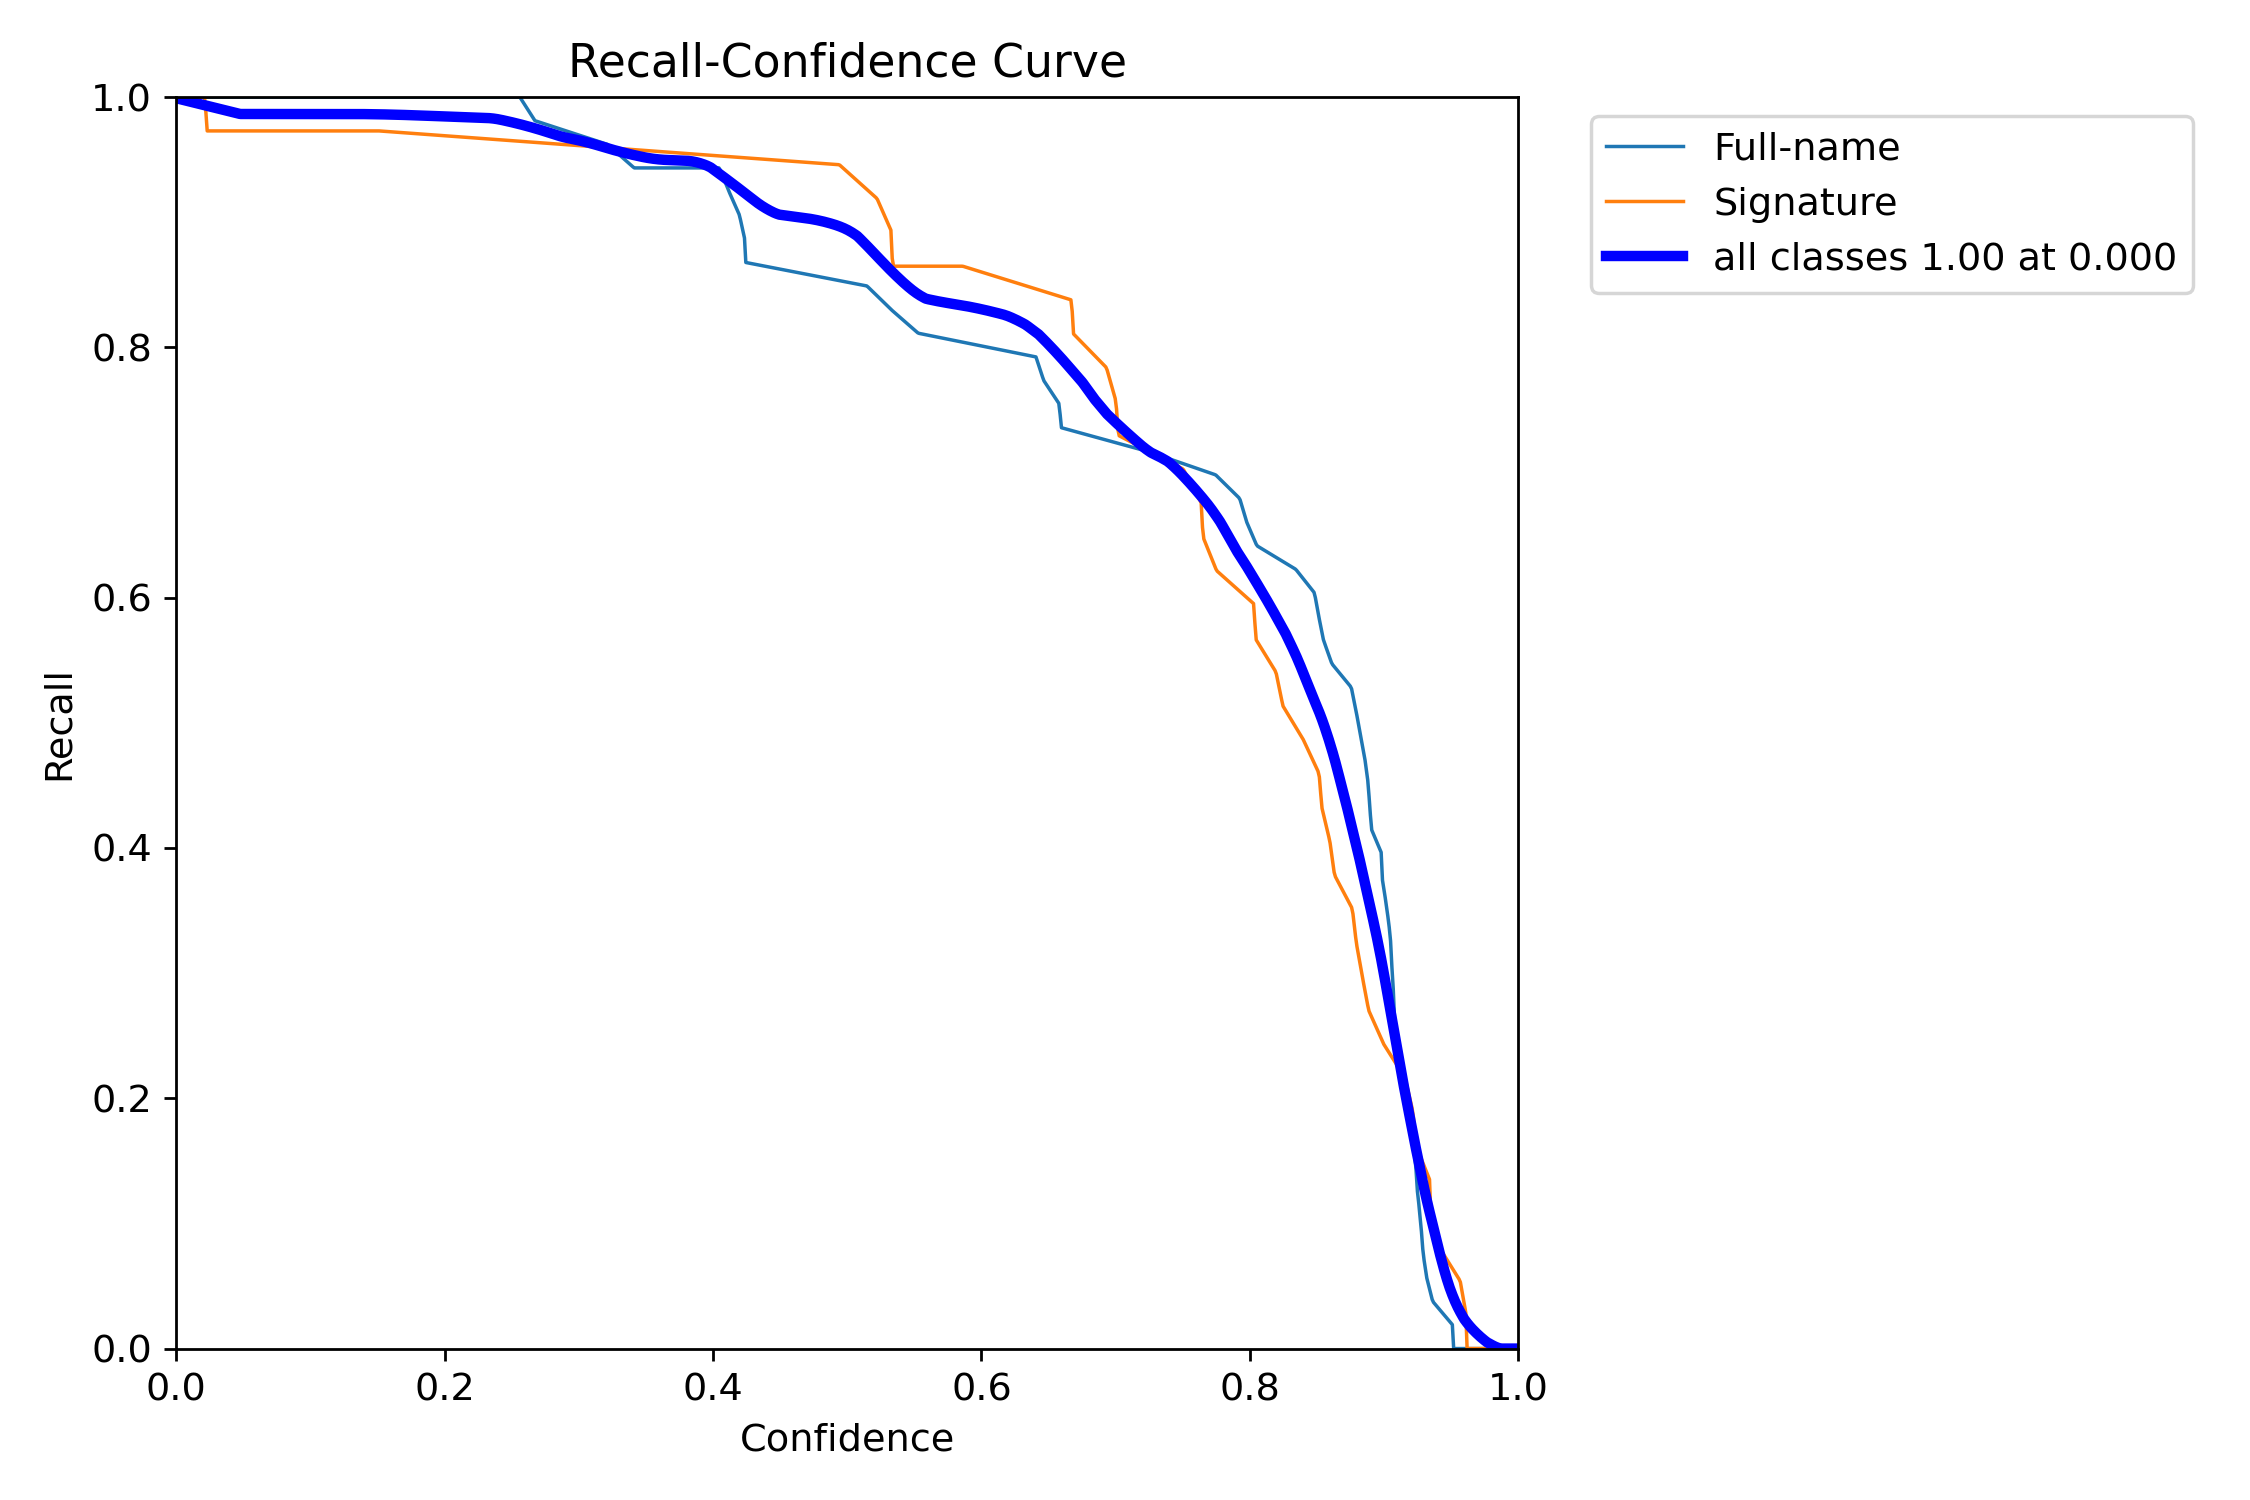 Recall-Confidence Curve
Full-name
Signature
all classes 1.00 at 0.000
Recall
1.0
0.8
0.6
0.4
0.2
0.0
0.0 0.2 0.4 0.6 0.8 1.0
Confidence